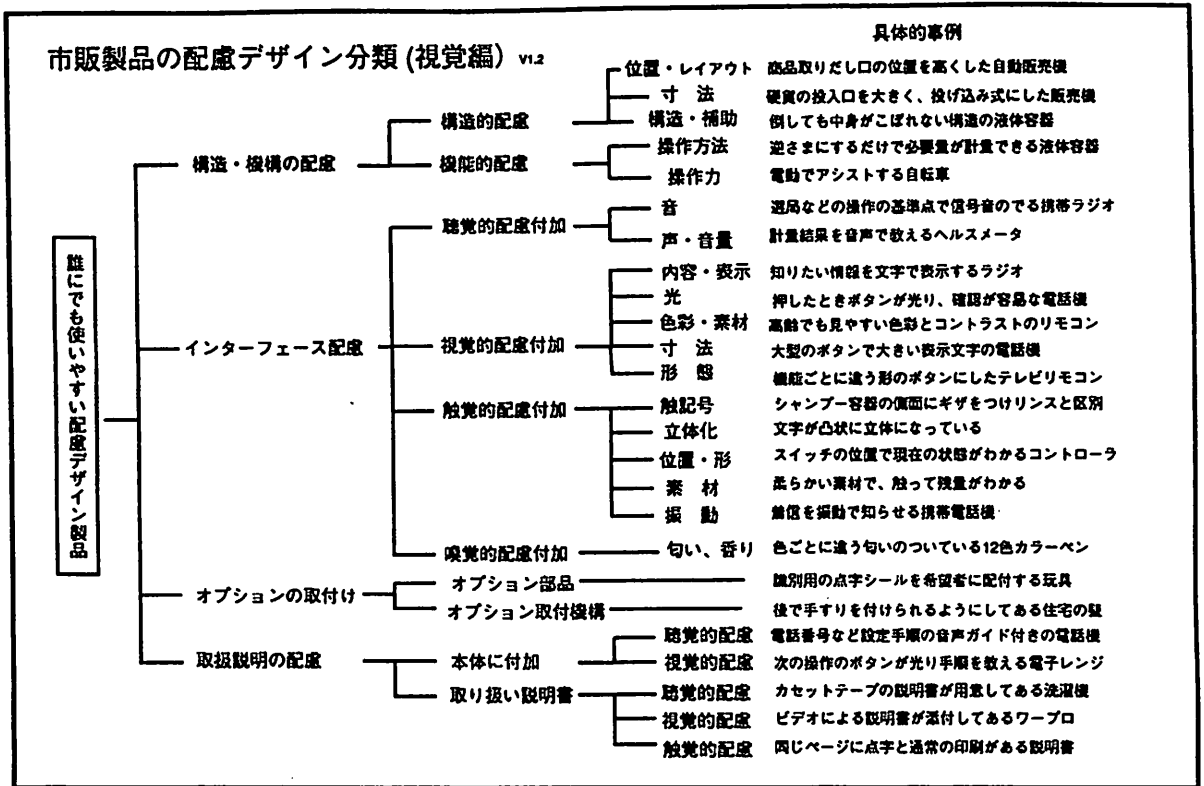 具体的事例
市販製品の配慮デザイン分類 (視覚編) V1.2
誰にでも使いやすい配慮デザイン製品
構造・機構の配慮
構造的配慮
位置・レイアウト 商品取りだし口の位置を高くした自動販売機
寸 法 硬貨の投入口を大きく、投げ込み式にした販売機
構造・補助 倒しても中身がこぼれない構造の液体容器
機能的配慮
操作方法 逆さまにするだけで必要量が計量できる液体容器
操作力 電動でアシストする自転車
インターフェース配慮
聴覚的配慮付加
音 選局などの操作の基準点で信号音のでる携帯ラジオ
声・音量 計量結果を音声で教えるヘルスメータ
視覚的配慮付加
内容・表示 知りたい情報を文字で表示するラジオ
光 押したときボタンが光り、確認が容易な電話機
色彩・素材 高齢でも見やすい色彩とコントラストのリモコン
寸 法 大型のボタンで大きい表示文字の電話機
形 態 機能ごとに違う形のボタンにしたテレビリモコン
触覚的配慮付加
触記号 シャンプー容器の側面にギザをつけリンスと区別
立体化 文字が凸状に立体になっている
位置・形 スイッチの位置で現在の状態がわかるコントローラ
素 材 柔らかい素材で、触って残量がわかる
振 動 着信を振動で知らせる携帯電話機
嗅覚的配慮付加
匂い、香り 色ごとに違う匂いのついている12色カラーペン
オプションの取付け
オプション部品 識別用の点字シールを希望者に配付する玩具
オプション取付機構 後で手すりを付けられるようにしてある住宅の壁
取扱説明の配慮
本体に付加
聴覚的配慮 電話番号など設定手順の音声ガイド付きの電話機
視覚的配慮 次の操作のボタンが光り手順を教える電子レンジ
取り扱い説明書
聴覚的配慮 カセットテープの説明書が用意してある洗濯機
視覚的配慮 ビデオによる説明書が添付してあるワープロ
触覚的配慮 同じページに点字と通常の印刷がある説明書